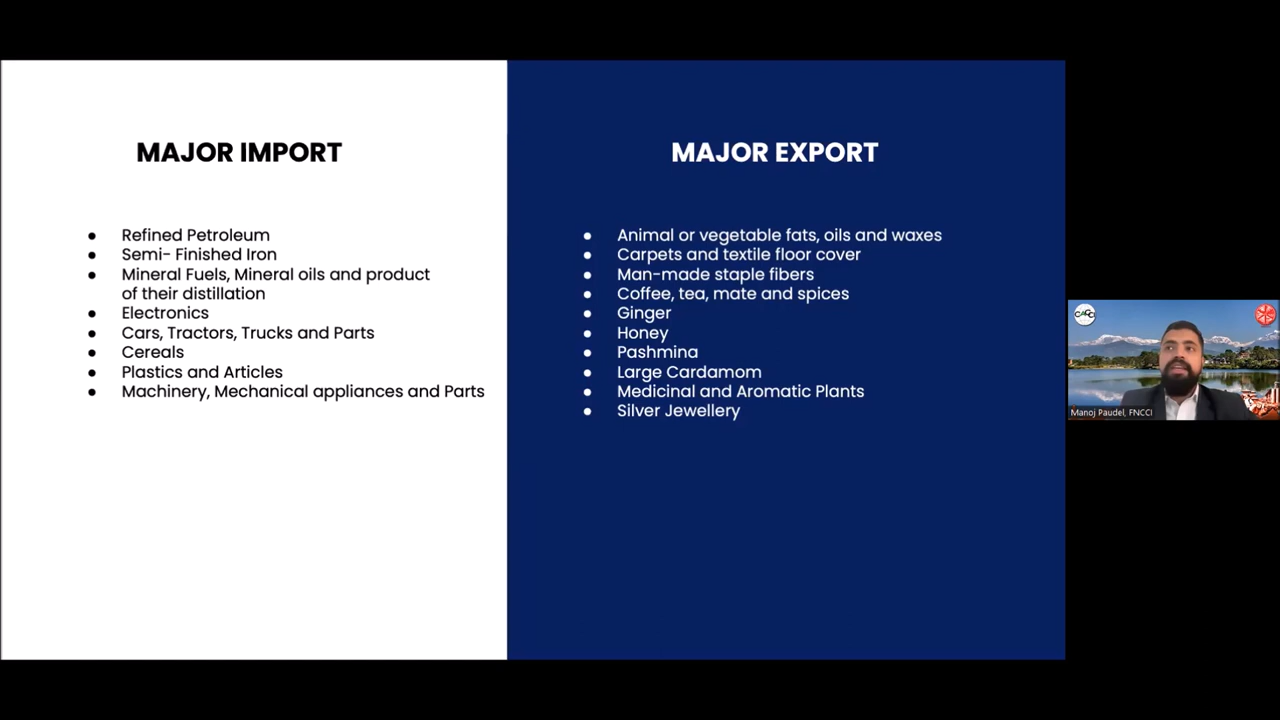 MAJOR IMPORT
● Refined Petroleum
● Semi- Finished Iron
● Mineral Fuels, Mineral oils and product
of their distillation
● Electronics
● Cars, Tractors, Trucks and Parts
● Cereals
● Plastics and Articles
● Machinery, Mechanical appliances and Parts
MAJOR EXPORT
● Animal or vegetable fats, oils and waxes
● Carpets and textile floor cover
● Man-made staple fibers
● Coffee, tea, mate and spices
● Ginger
● Honey
● Pashmina
● Large Cardamom
● Medicinal and Aromatic Plants
● Silver Jewellery
CACCI
Manoj Paudel, FNCCI